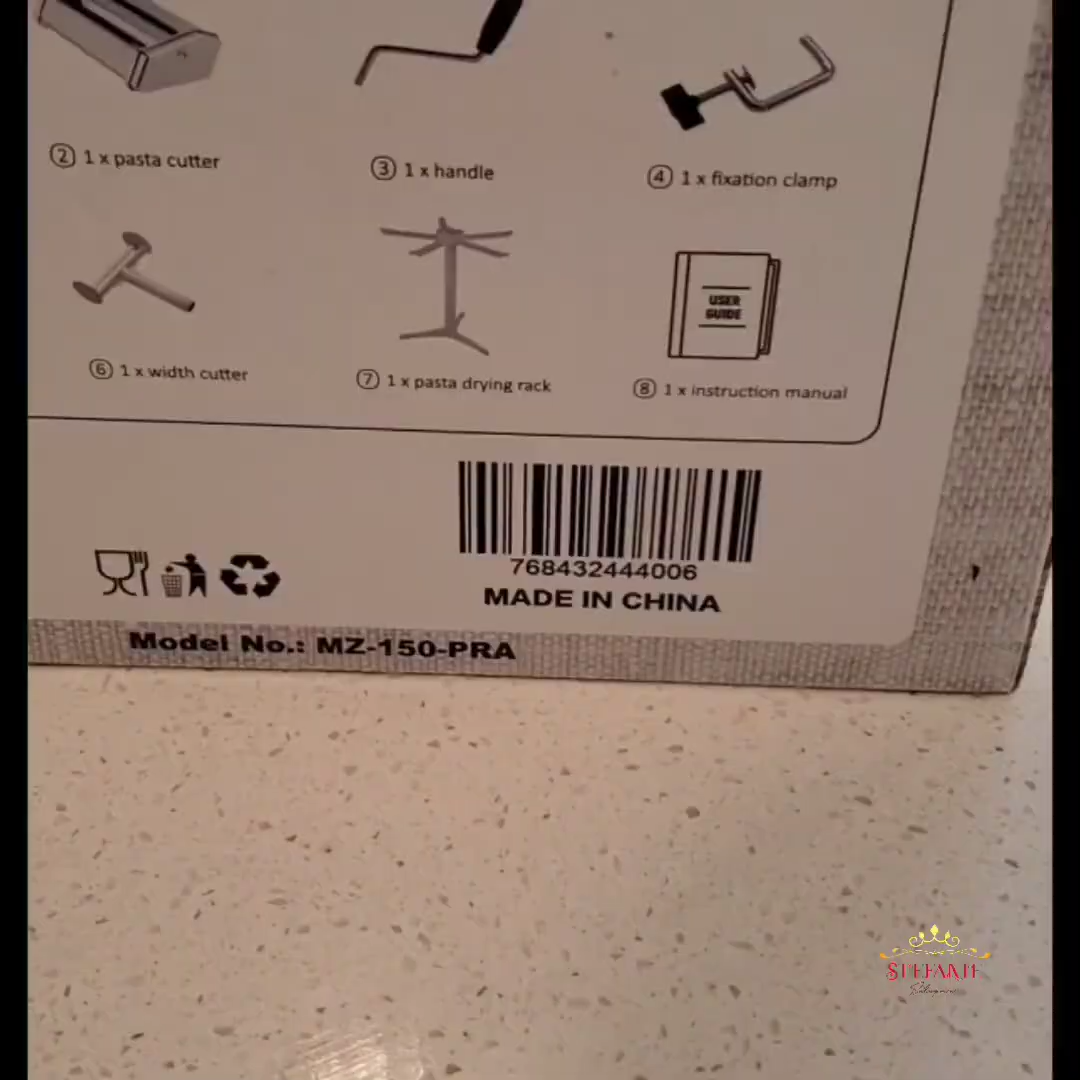 ② 1 x pasta cutter
③ 1 x handle
④ 1 x fixation clamp
USER
GUIDE
⑥ 1 x width cutter
⑦ 1 x pasta drying rack
⑧ 1 x instruction manual
768432444006
MADE IN CHINA
Model No.: MZ-150-PRA